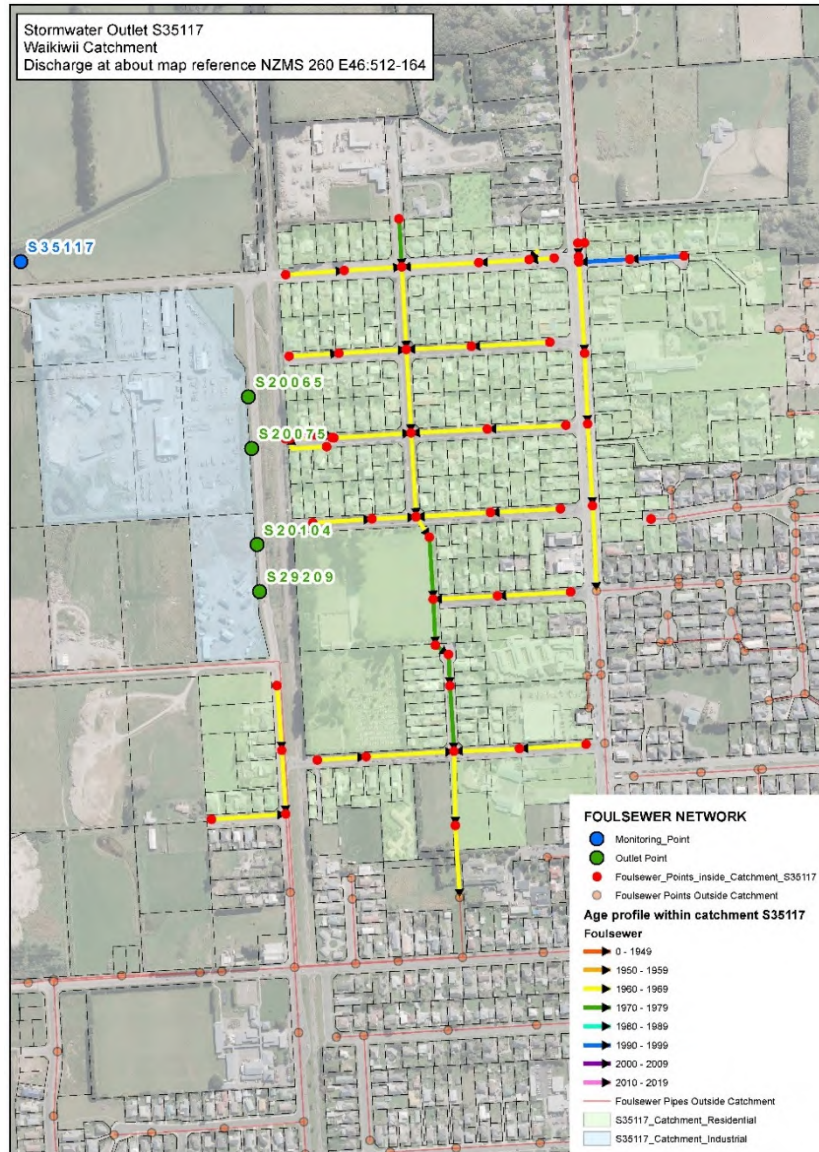 Stormwater Outlet S35117
Waikiwii Catchment
Discharge at about map reference NZMS 260 E46:512-164
S35117
S20065
S20075
S20104
S29209
FOULSEWER NETWORK
Monitoring_Point
Outlet Point
Foulsewer_Points_inside_Catchment_S35117
Foulsewer Points Outside Catchment
Age profile within catchment S35117
Foulsewer
0 - 1949
1950 - 1959
1960 - 1969
1970 - 1979
1980 - 1989
1990 - 1999
2000 - 2009
2010 - 2019
Foulsewer Pipes Outside Catchment
S35117_Catchment_Residential
S35117_Catchment_Industrial